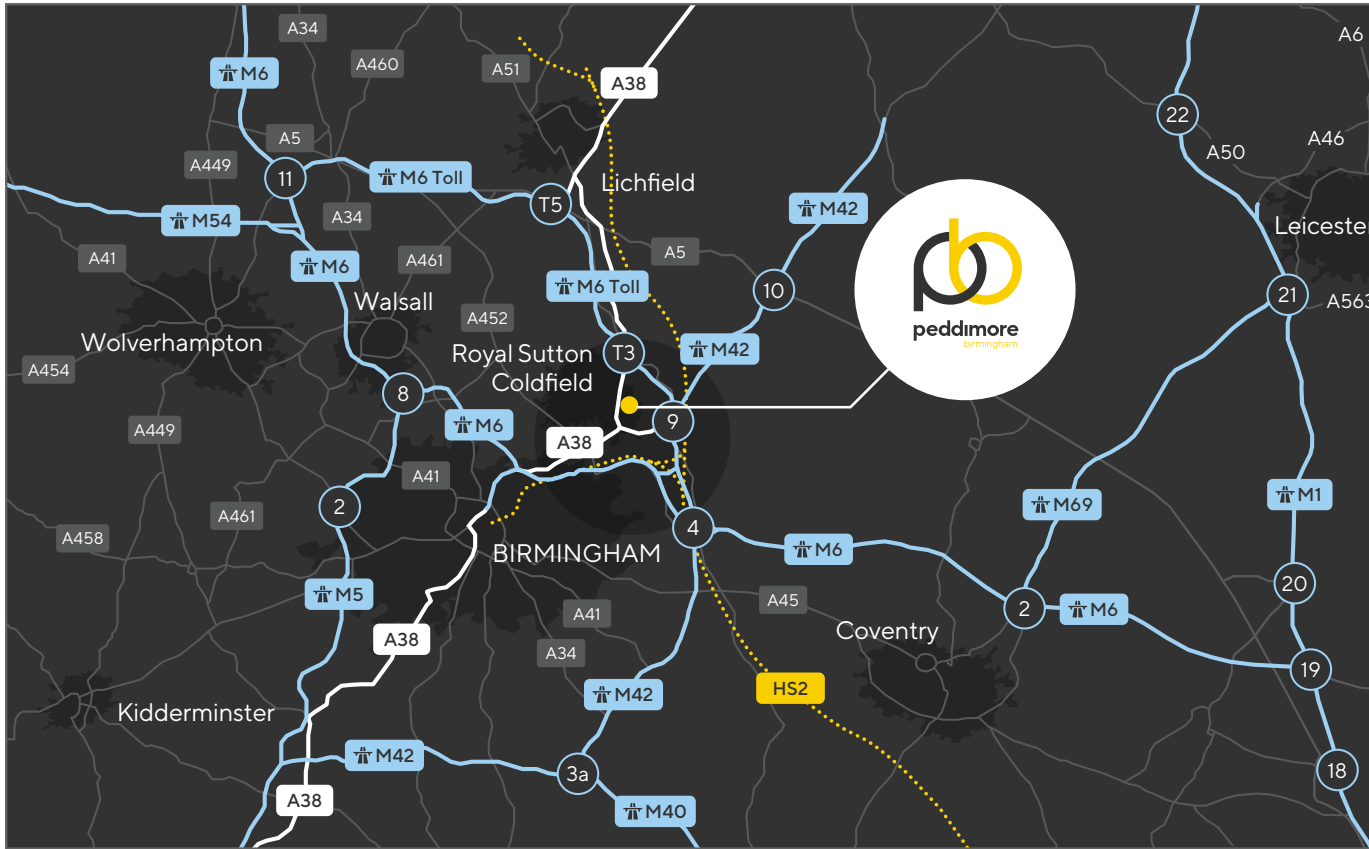 A34
A6
M6
A460
A51
A38
22
A5
A46
A50
A449
11
M6 Toll
Lichfield
T5
M42
A34
M54
Leicester
A41
A461
A5
M6
M6 Toll
10
21
Walsall
A563
A452
peddimore
birmingham
Wolverhampton
Royal Sutton
Coldfield
T3
M42
A454
8
9
M6
A449
A38
A41
M1
2
M69
A461
4
A458
BIRMINGHAM
M6
20
M5
A45
2
M6
A41
Coventry
A38
A34
19
HS2
M42
Kidderminster
M42
3a
18
A38
M40